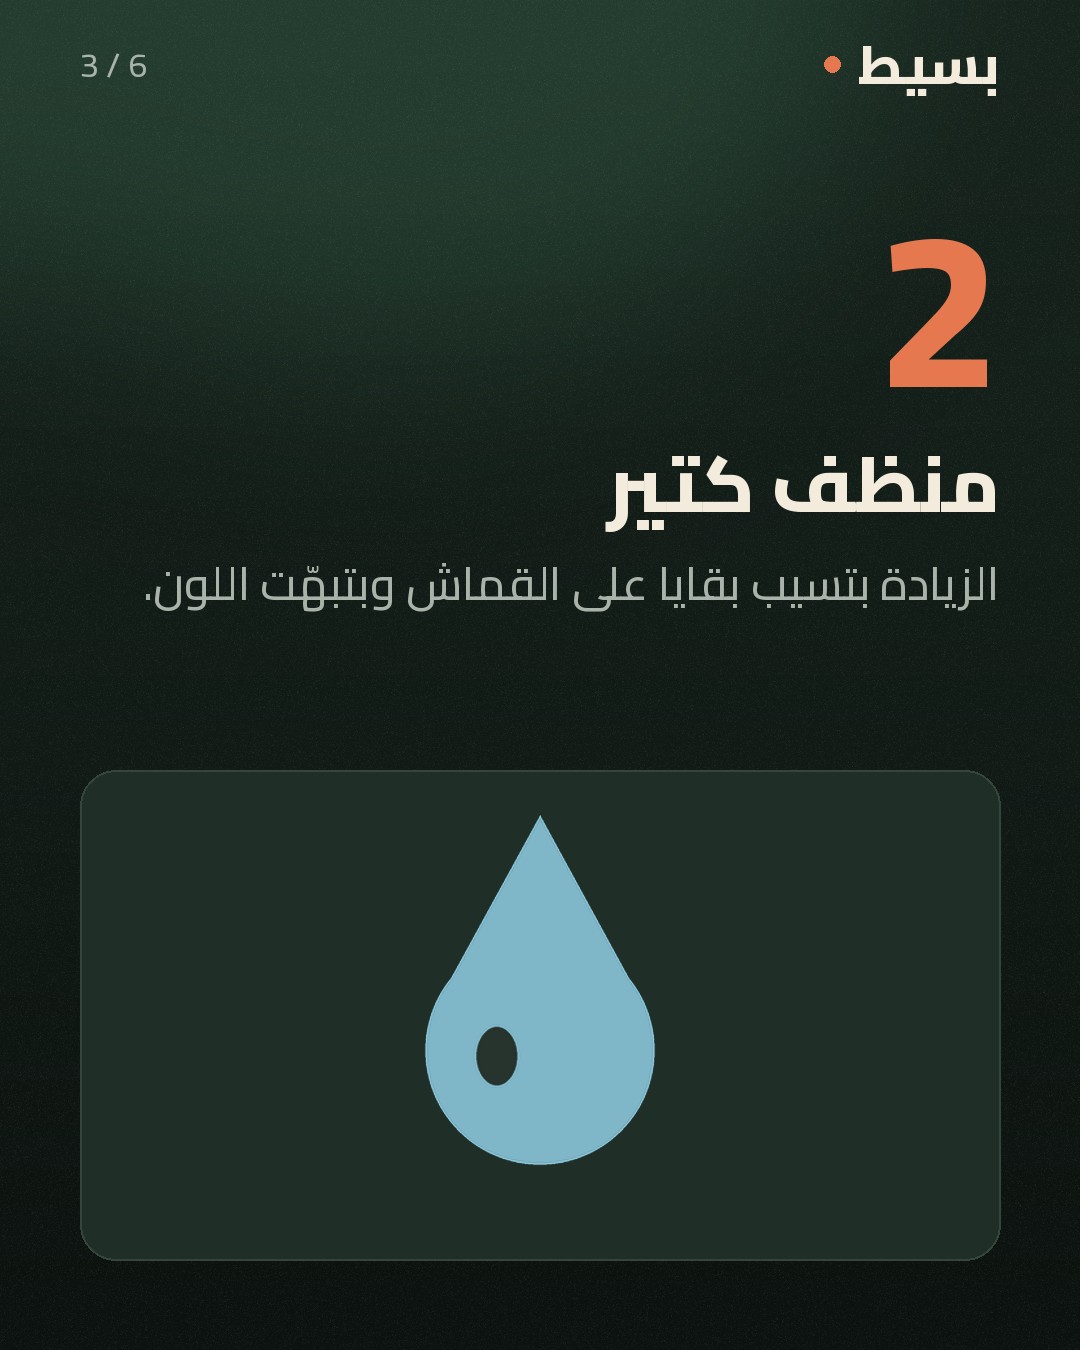 بسيط
3 / 6
2
منظف كتير
الزيادة بتسيب بقايا على القماش وبتبهّت اللون.